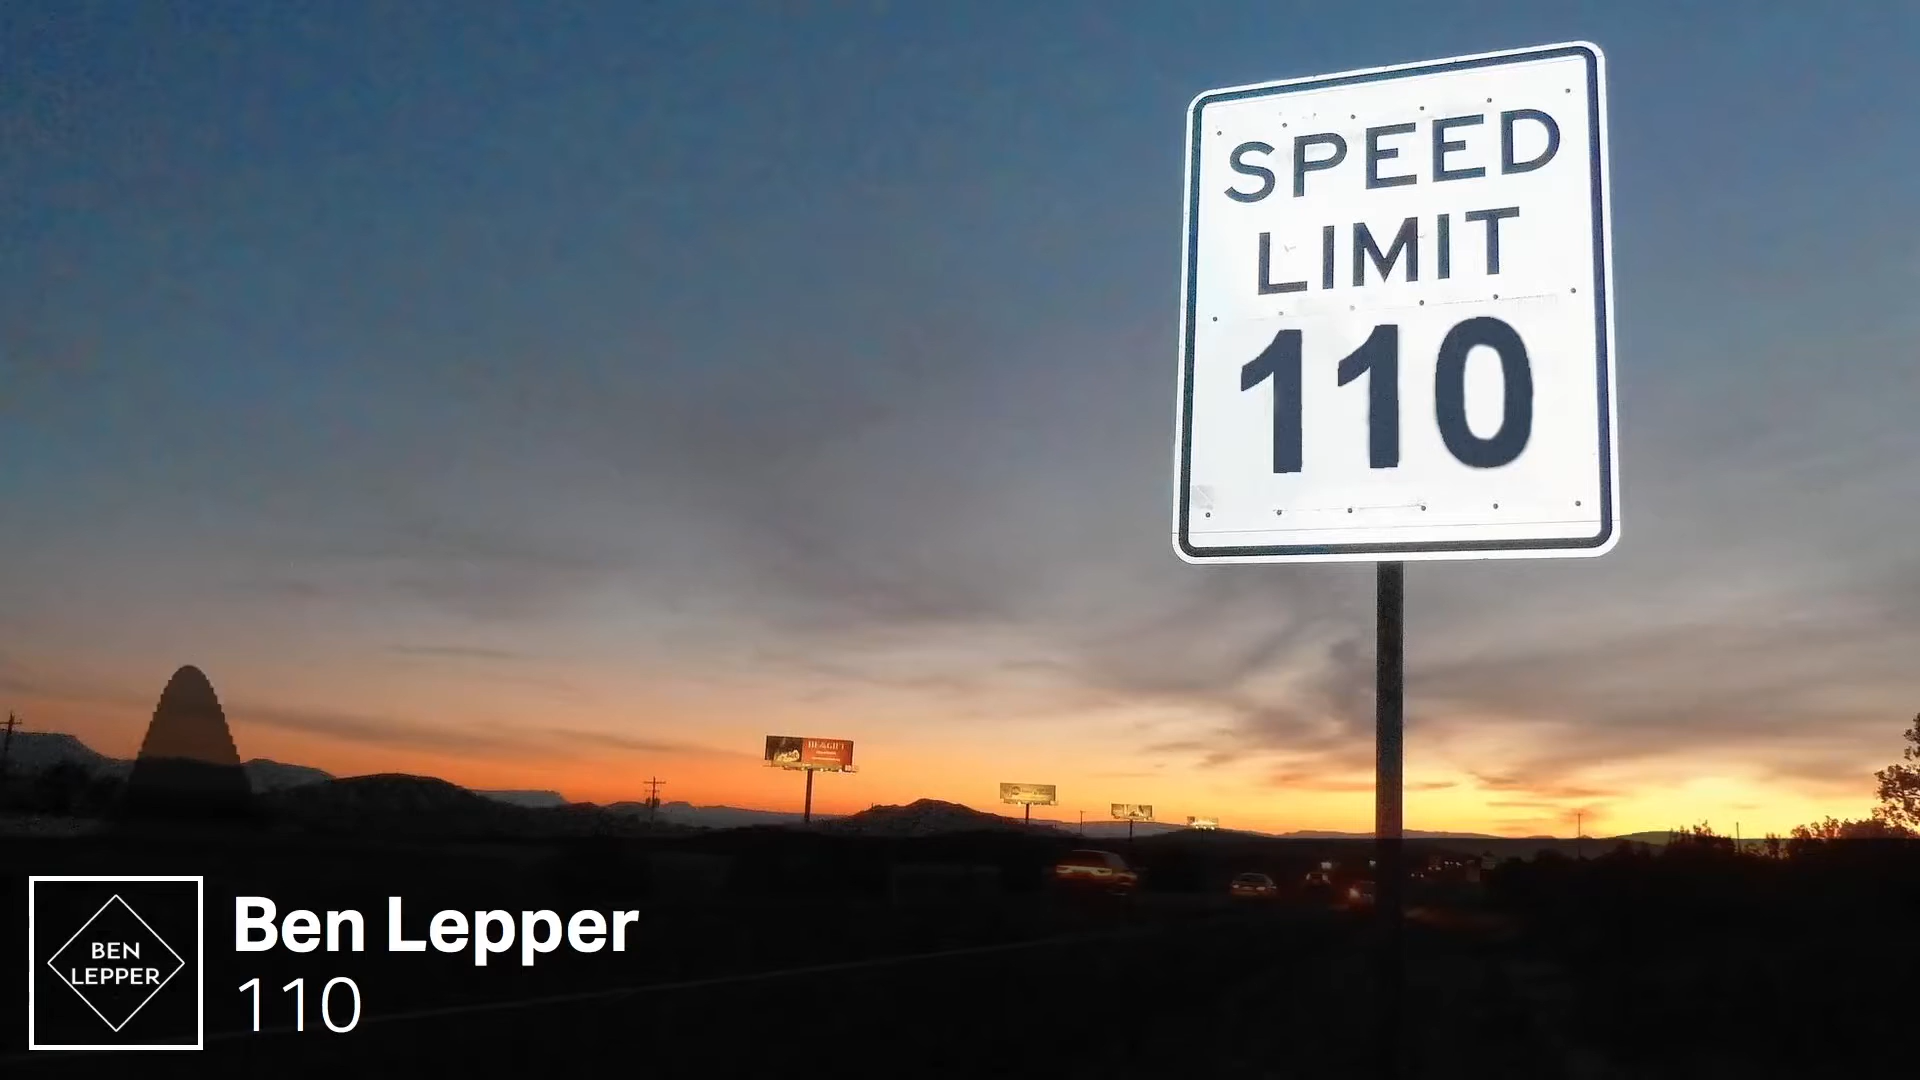 SPEED
LIMIT
110
BEN
LEPPER
Ben Lepper
110